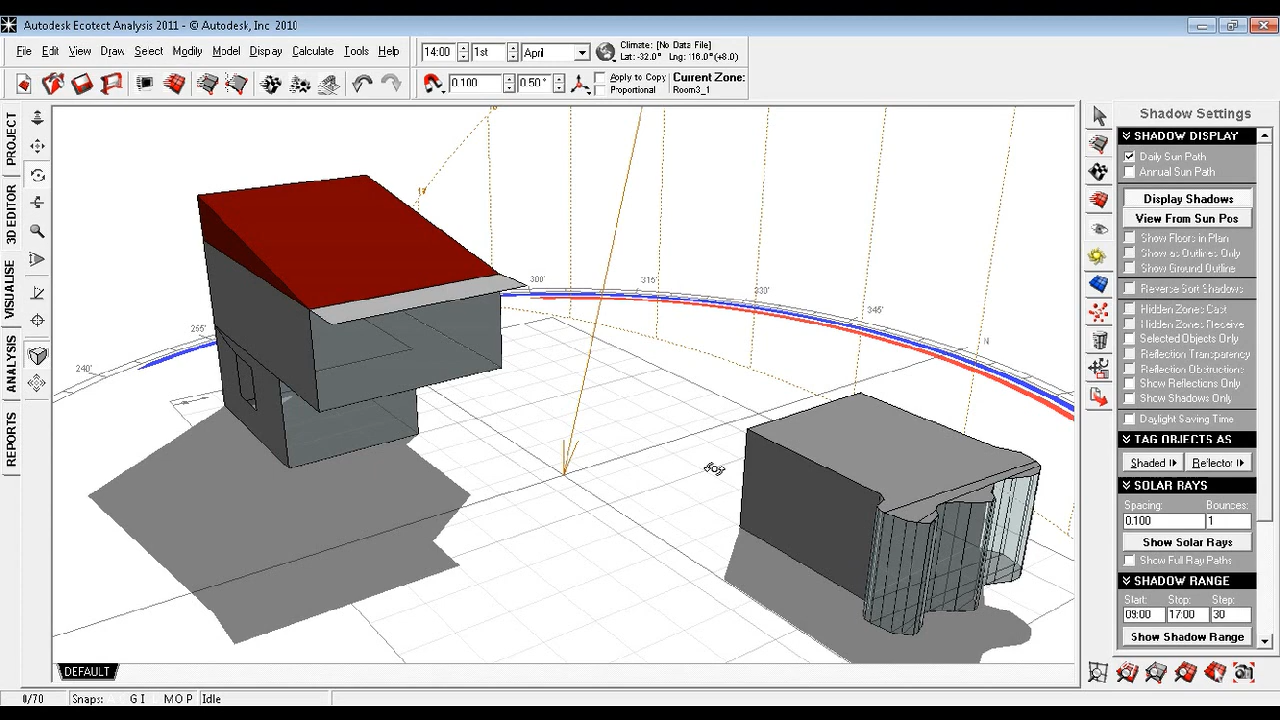 Autodesk Ecotect Analysis 2011 - © Autodesk, Inc 2010
File Edit View Draw Select Modify Model Display Calculate Tools Help
14:00 1st April
Climate: [No Data File]
Lat: -32.0° Lng: 16.0° (+8.0)
0.100 0.50° Apply to Copy
Proportional
Current Zone:
Room3_1
PROJECT
3D EDITOR
VISUALISE
ANALYSIS
REPORTS
300'
315'
330'
345'
N
265'
240'
Shadow Settings
SHADOW DISPLAY
Daily Sun Path
Annual Sun Path
Display Shadows
View From Sun Pos
Show Floors in Plan
Show as Outlines Only
Show Ground Outline
Reverse Sort Shadows
Hidden Zones Cast
Hidden Zones Receive
Selected Objects Only
Reflection Transparency
Reflection Obstructions
Show Reflections Only
Show Shadows Only
Daylight Saving Time
TAG OBJECTS AS
Shaded Reflector
SOLAR RAYS
Spacing: Bounces:
0.100 1
Show Solar Rays
Show Full Ray Paths
SHADOW RANGE
Start: Stop: Step:
09:00 17:00 30
Show Shadow Range
DEFAULT
0/70 Snaps: G I M O P Idle